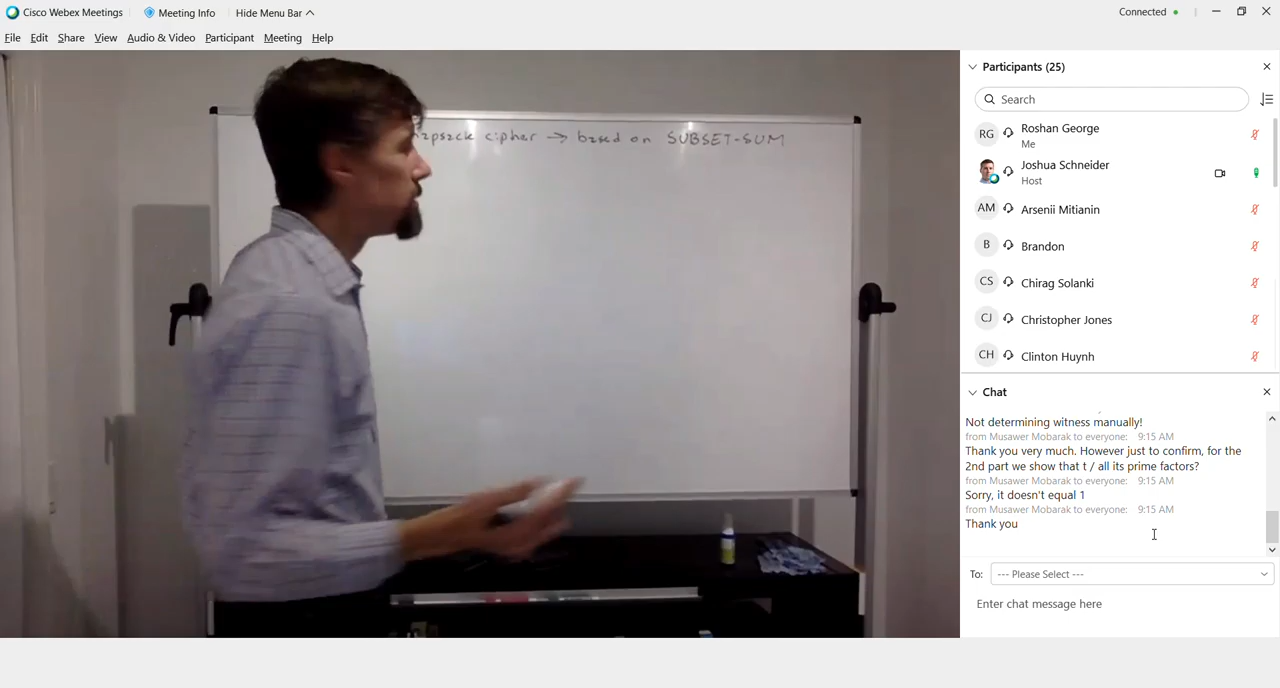 Cisco Webex Meetings Meeting Info Hide Menu Bar Connected
File Edit Share View Audio & Video Participant Meeting Help
cipher → based on SUBSET-SUM
Participants (25)
Search
RG Roshan George
Me
Joshua Schneider
Host
AM Arsenii Mitianin
B Brandon
CS Chirag Solanki
CJ Christopher Jones
CH Clinton Huynh
Chat
Not determining witness manually!
from Musawer Mobarak to everyone: 9:15 AM
Thank you very much. However just to confirm, for the
2nd part we show that t / all its prime factors?
from Musawer Mobarak to everyone: 9:15 AM
Sorry, it doesn't equal 1
from Musawer Mobarak to everyone: 9:15 AM
Thank you
To: --- Please Select ---
Enter chat message here